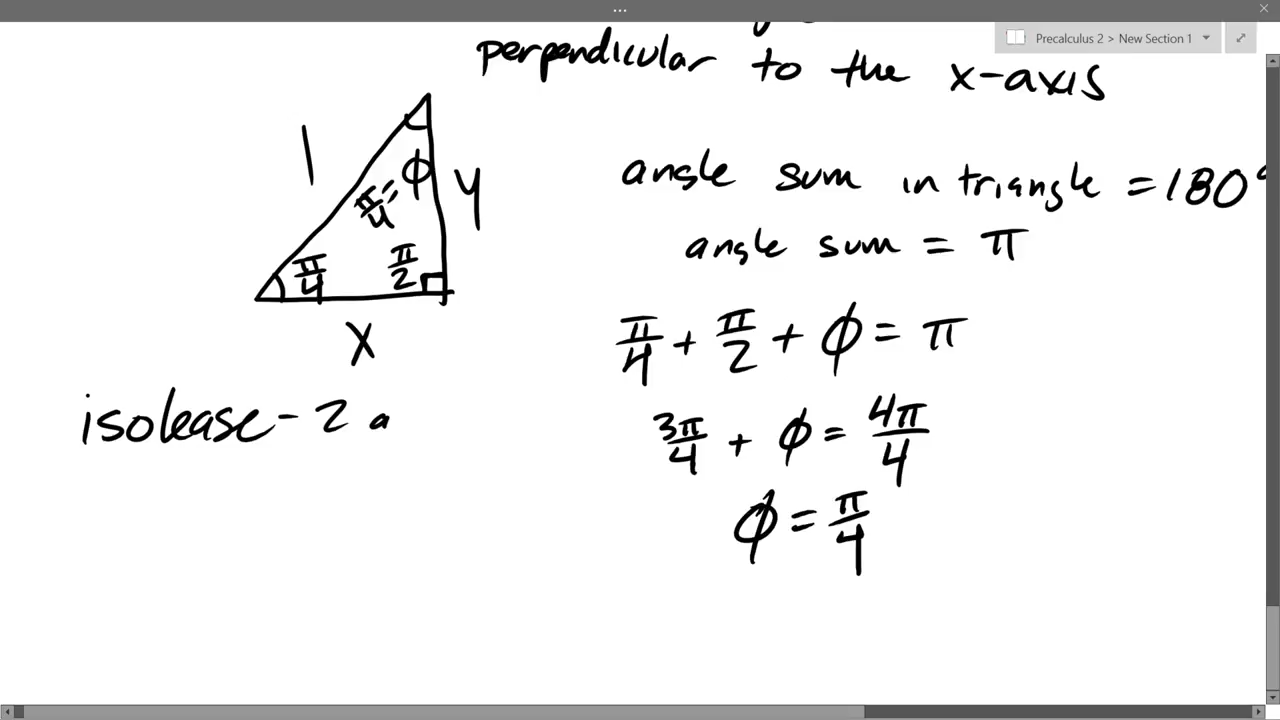 Precalculus 2 > New Section 1
perpendicular to the x-axis
1
ϕ
π/4 =
y
π/4
π/2
x
angle sum in triangle = 180°
angle sum = π
π/4 + π/2 + ϕ = π
3π/4 + ϕ = 4π/4
ϕ = π/4
isolease - 2 a